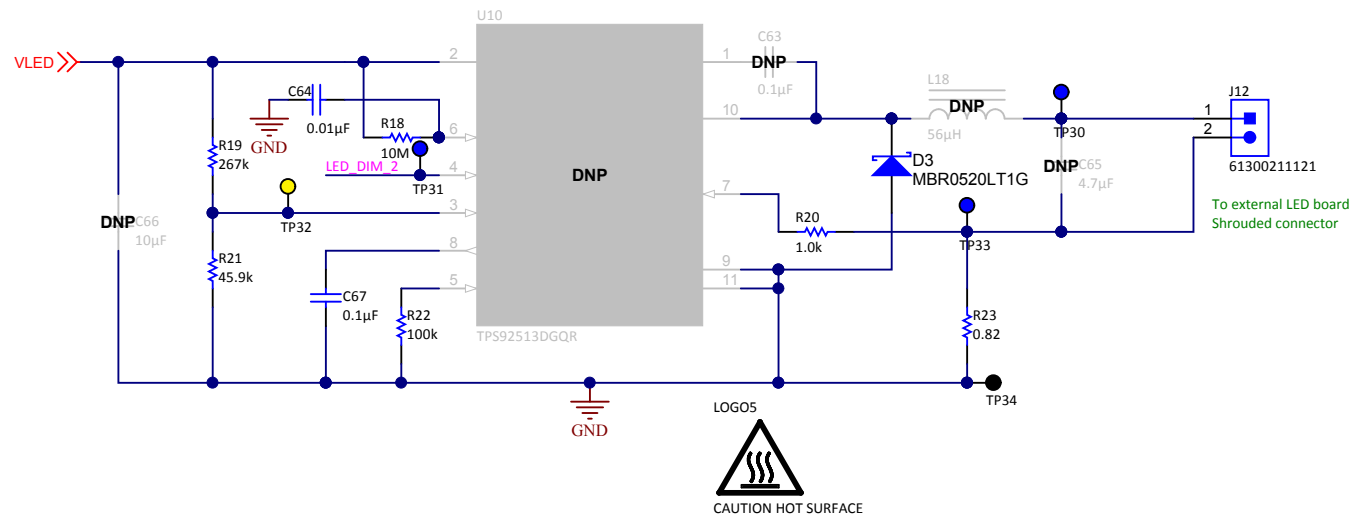 U10
VLED
2
1
C63
DNP
0.1µF
L18
DNP
56µH
10
C64
0.01µF
GND
R18
10M
6
LED_DIM_2
4
TP31
DNP
D3
MBR0520LT1G
TP30
J12
1
2
61300211121
DNP
C65
4.7µF
To external LED board
Shrouded connector
R19
267k
7
TP32
3
R20
1.0k
TP33
DNP
C66
10µF
R21
45.9k
8
9
C67
0.1µF
5
11
R22
100k
R23
0.82
TPS92513DGQR
GND
TP34
LOGO5
CAUTION HOT SURFACE